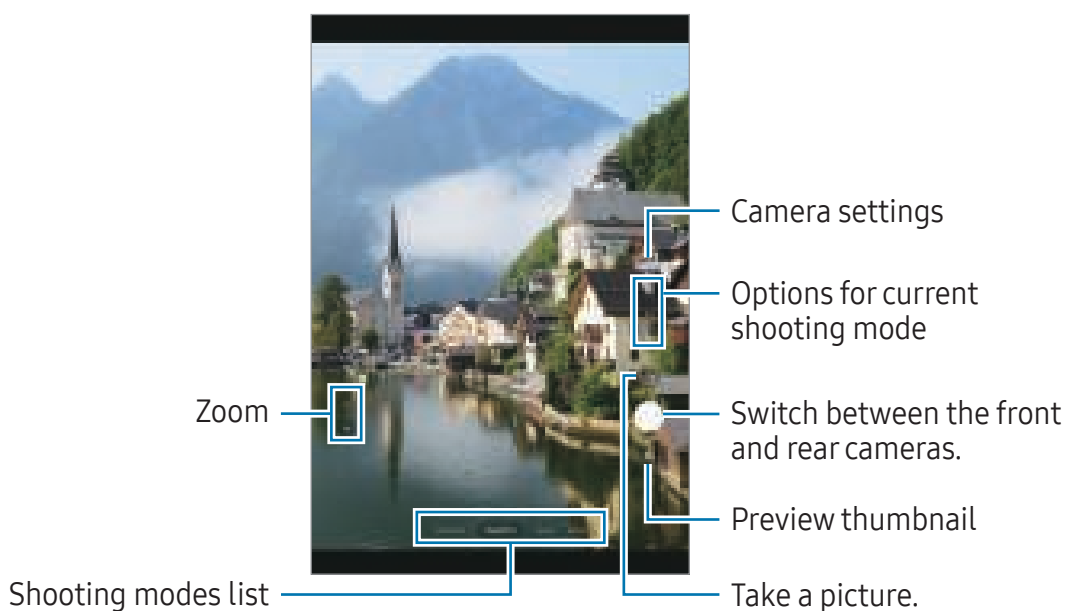 Camera settings
Options for current
shooting mode
Zoom
Switch between the front
and rear cameras.
Preview thumbnail
Shooting modes list
Take a picture.